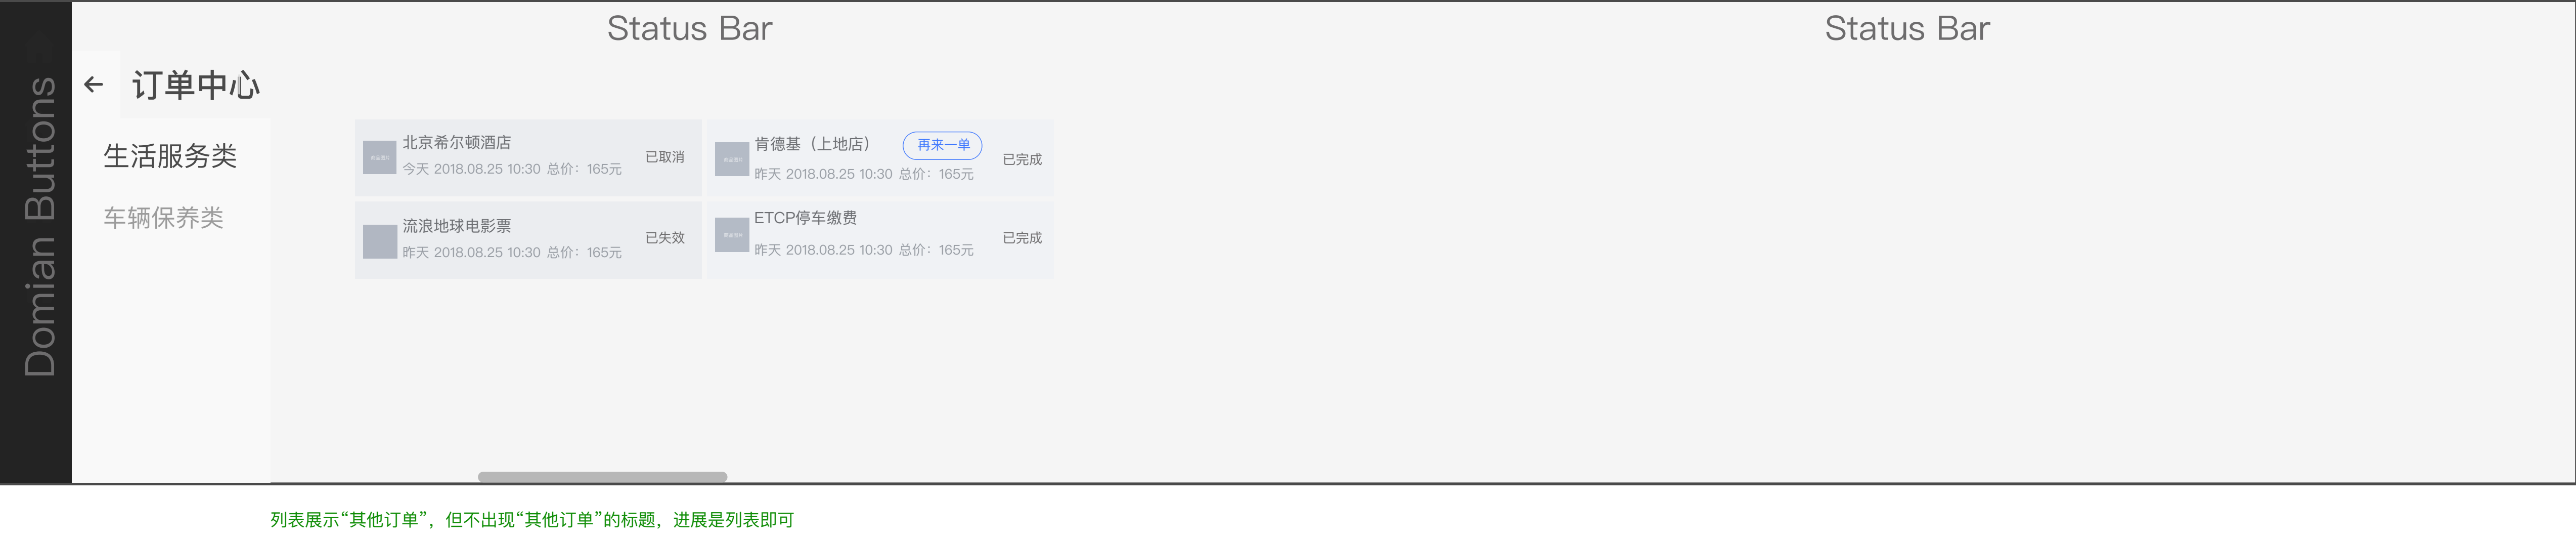 Status Bar
Status Bar
Domian Buttons
订单中心
生活服务类
车辆保养类
北京希尔顿酒店
今天 2018.08.25 10:30 总价：165元
已取消
肯德基（上地店）
再来一单
昨天 2018.08.25 10:30 总价：165元
已完成
流浪地球电影票
昨天 2018.08.25 10:30 总价：165元
已失效
ETCP停车缴费
昨天 2018.08.25 10:30 总价：165元
已完成
列表展示“其他订单”，但不出现“其他订单”的标题，进展是列表即可